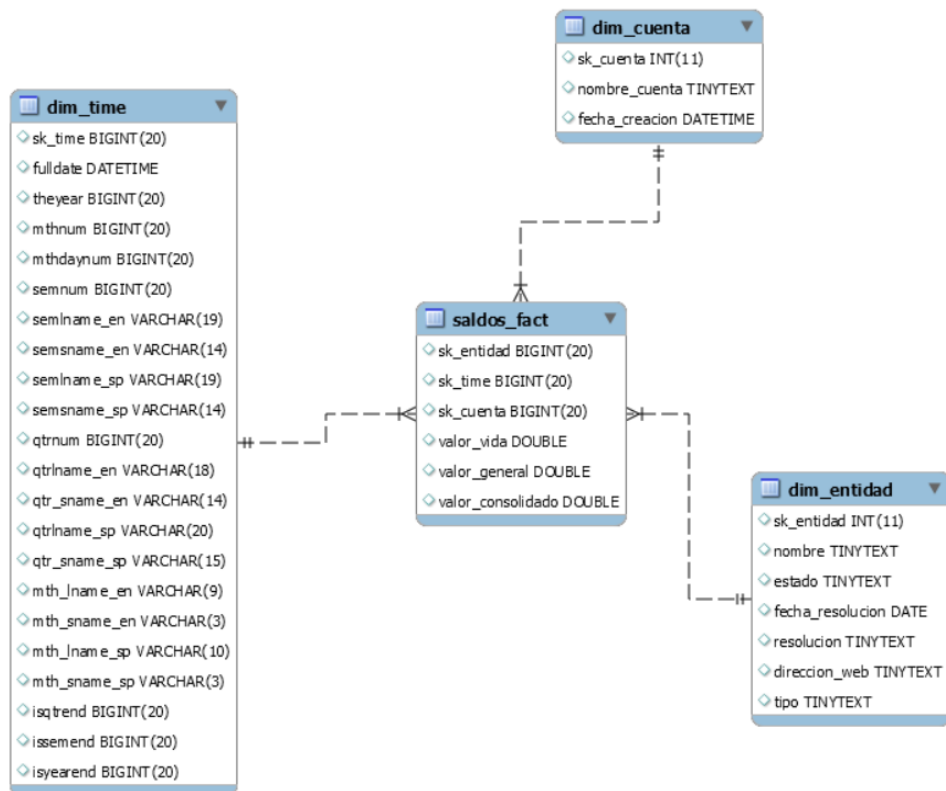 dim_cuenta
sk_cuenta INT(11)
nombre_cuenta TINYTEXT
fecha_creacion DATETIME
dim_time
sk_time BIGINT(20)
fulldate DATETIME
theyear BIGINT(20)
mthnum BIGINT(20)
mthdaynum BIGINT(20)
semnum BIGINT(20)
semlname_en VARCHAR(19)
semsname_en VARCHAR(14)
semlname_sp VARCHAR(19)
semsname_sp VARCHAR(14)
qtrnum BIGINT(20)
qtrlname_en VARCHAR(18)
qtr_sname_en VARCHAR(14)
qtrlname_sp VARCHAR(20)
qtr_sname_sp VARCHAR(15)
mth_lname_en VARCHAR(9)
mth_sname_en VARCHAR(3)
mth_lname_sp VARCHAR(10)
mth_sname_sp VARCHAR(3)
isqtrend BIGINT(20)
issemend BIGINT(20)
isyearend BIGINT(20)
saldos_fact
sk_entidad BIGINT(20)
sk_time BIGINT(20)
sk_cuenta BIGINT(20)
valor_vida DOUBLE
valor_general DOUBLE
valor_consolidado DOUBLE
dim_entidad
sk_entidad INT(11)
nombre TINYTEXT
estado TINYTEXT
fecha_resolucion DATE
resolucion TINYTEXT
direccion_web TINYTEXT
tipo TINYTEXT